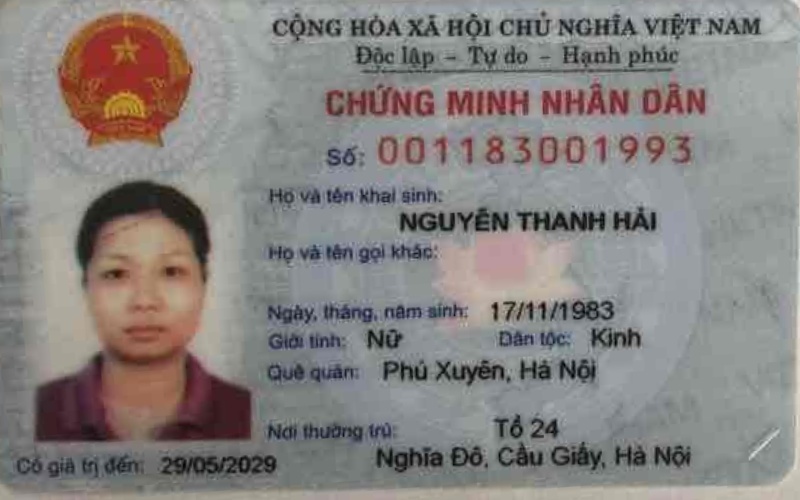 CỘNG HÒA XÃ HỘI CHỦ NGHĨA VIỆT NAM
Độc lập – Tự do – Hạnh phúc
CHỨNG MINH NHÂN DÂN
Số: 001183001993
Họ và tên khai sinh:
NGUYỄN THANH HẢI
Họ và tên gọi khác:
Ngày, tháng, năm sinh: 17/11/1983
Giới tính: Nữ Dân tộc: Kinh
Quê quán: Phú Xuyên, Hà Nội
Nơi thường trú: Tổ 24
Nghĩa Đô, Cầu Giấy, Hà Nội
Có giá trị đến: 29/05/2029